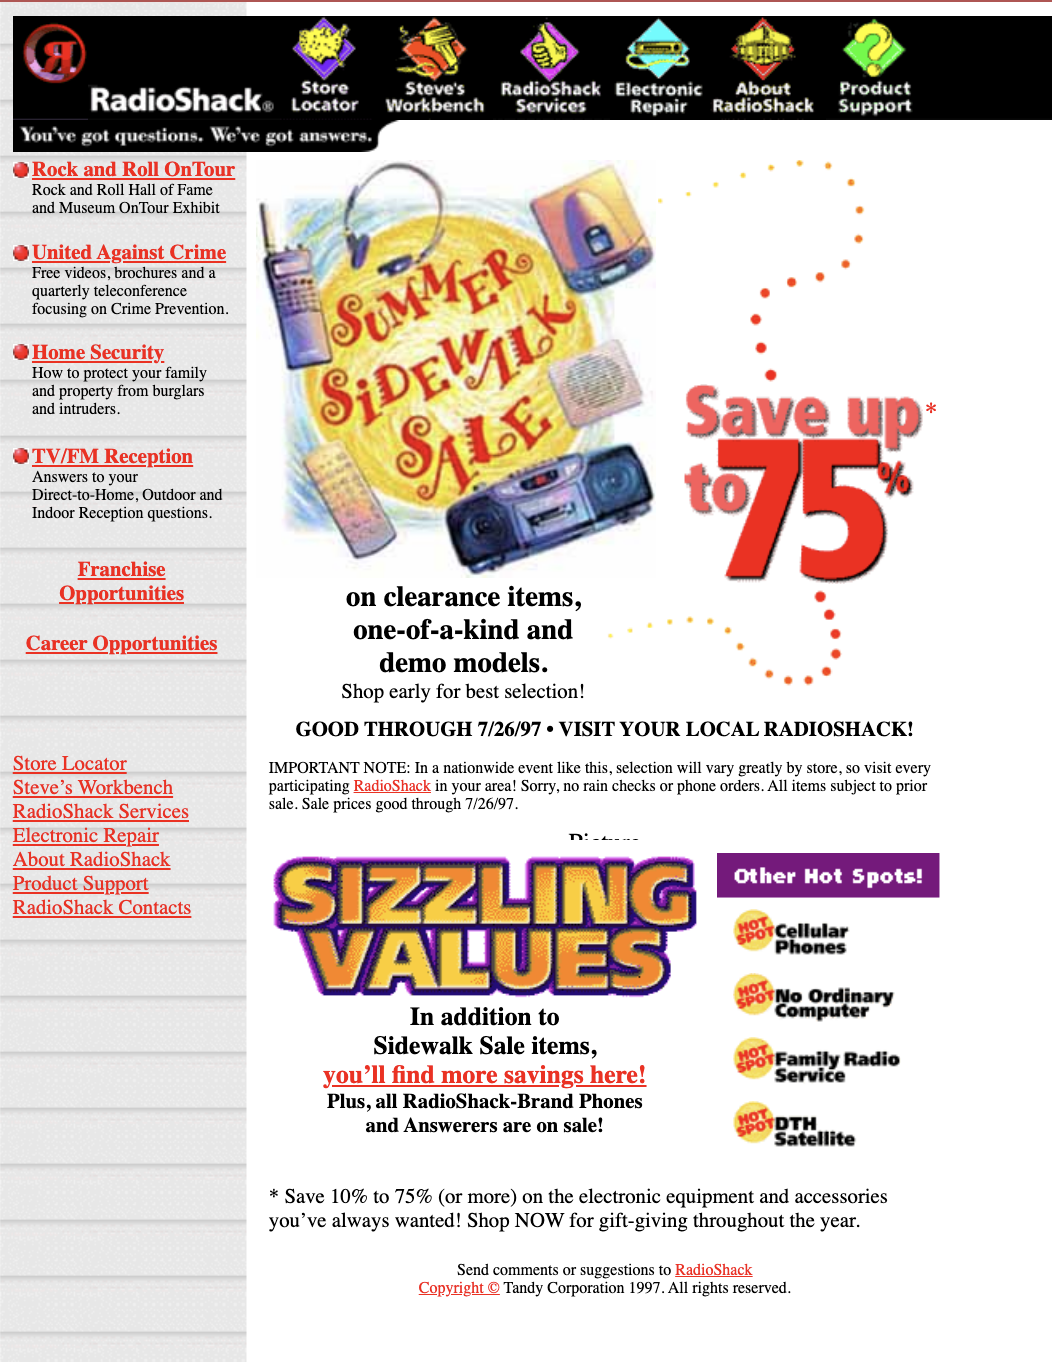 RadioShack®
You've got questions. We've got answers.
Store
Locator
Steve's
Workbench
RadioShack
Services
Electronic
Repair
About
RadioShack
Product
Support
Rock and Roll OnTour
Rock and Roll Hall of Fame
and Museum OnTour Exhibit
United Against Crime
Free videos, brochures and a
quarterly teleconference
focusing on Crime Prevention.
Home Security
How to protect your family
and property from burglars
and intruders.
TV/FM Reception
Answers to your
Direct-to-Home, Outdoor and
Indoor Reception questions.
Franchise
Opportunities
Career Opportunities
Store Locator
Steve’s Workbench
RadioShack Services
Electronic Repair
About RadioShack
Product Support
RadioShack Contacts
SUMMER
SiDEWALK
SALE
Save up *
to 75%
on clearance items,
one-of-a-kind and
demo models.
Shop early for best selection!
GOOD THROUGH 7/26/97 • VISIT YOUR LOCAL RADIOSHACK!
IMPORTANT NOTE: In a nationwide event like this, selection will vary greatly by store, so visit every
participating RadioShack in your area! Sorry, no rain checks or phone orders. All items subject to prior
sale. Sale prices good through 7/26/97.
Picture
SIZZLING
VALUES
In addition to
Sidewalk Sale items,
you’ll find more savings here!
Plus, all RadioShack-Brand Phones
and Answerers are on sale!
Other Hot Spots!
HOT SPOT Cellular
Phones
HOT SPOT No Ordinary
Computer
HOT SPOT Family Radio
Service
HOT SPOT DTH
Satellite
* Save 10% to 75% (or more) on the electronic equipment and accessories
you’ve always wanted! Shop NOW for gift-giving throughout the year.
Send comments or suggestions to RadioShack
Copyright © Tandy Corporation 1997. All rights reserved.